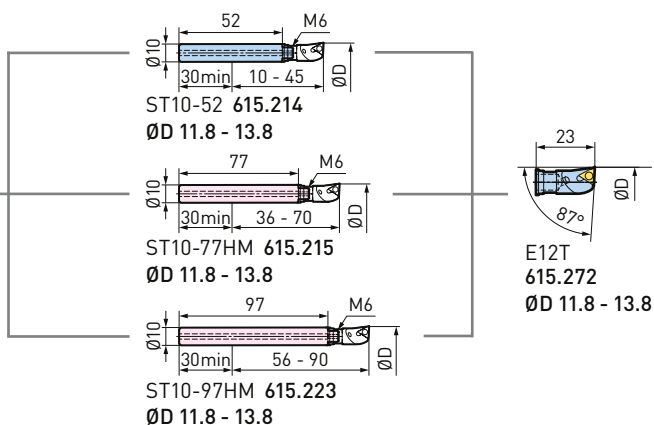 52
M6
Ø10
ØD
30min
10 - 45
ST10-52 615.214
ØD 11.8 - 13.8
77
M6
Ø10
ØD
30min
36 - 70
ST10-77HM 615.215
ØD 11.8 - 13.8
97
M6
Ø10
ØD
30min
56 - 90
ST10-97HM 615.223
ØD 11.8 - 13.8
23
ØD
87°
E12T
615.272
ØD 11.8 - 13.8